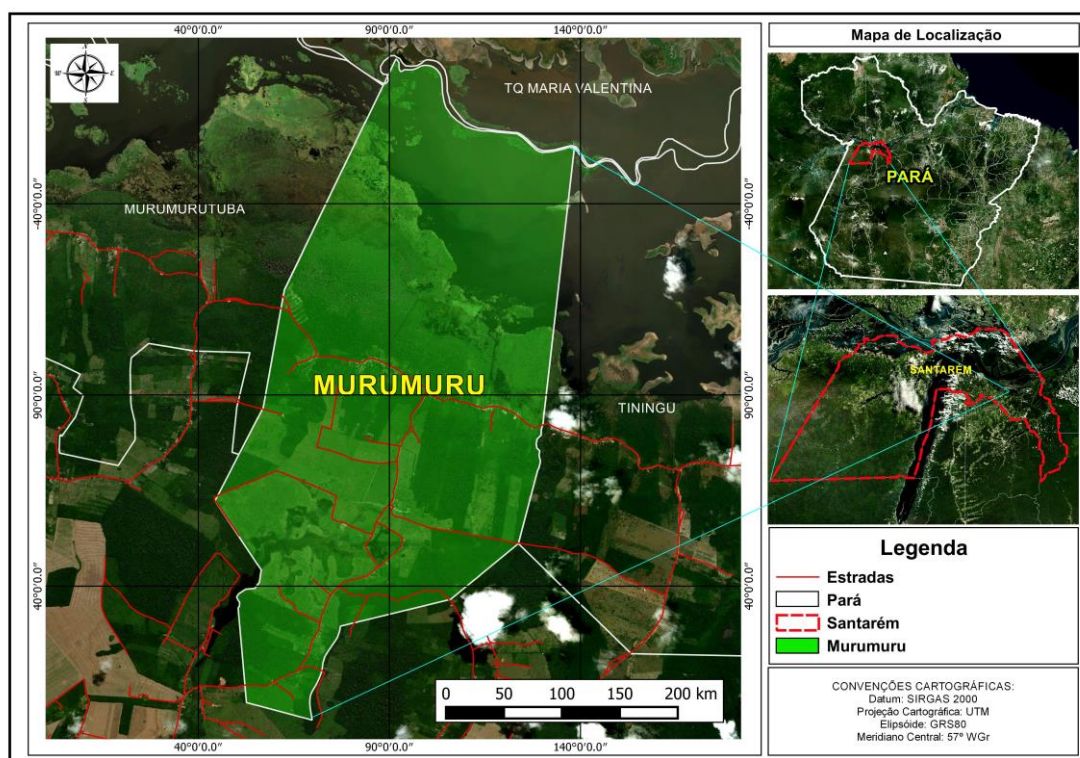 40°0'0.0" 90°0'0.0" 140°0'0.0"
Mapa de Localização
TQ MARIA VALENTINA
PARÁ
-40°0'0.0" -40°0'0.0"
MURUMURUTUBA
SANTARÉM
MURUMURU
90°0'0.0" 90°0'0.0"
TININGU
Legenda
Estradas
Pará
Santarém
Murumuru
40°0'0.0" 40°0'0.0"
0 50 100 150 200 km
CONVENÇÕES CARTOGRÁFICAS:
Datum: SIRGAS 2000
Projeção Cartográfica: UTM
Elipsóide: GRS80
Meridiano Central: 57º WGr
40°0'0.0" 90°0'0.0" 140°0'0.0"